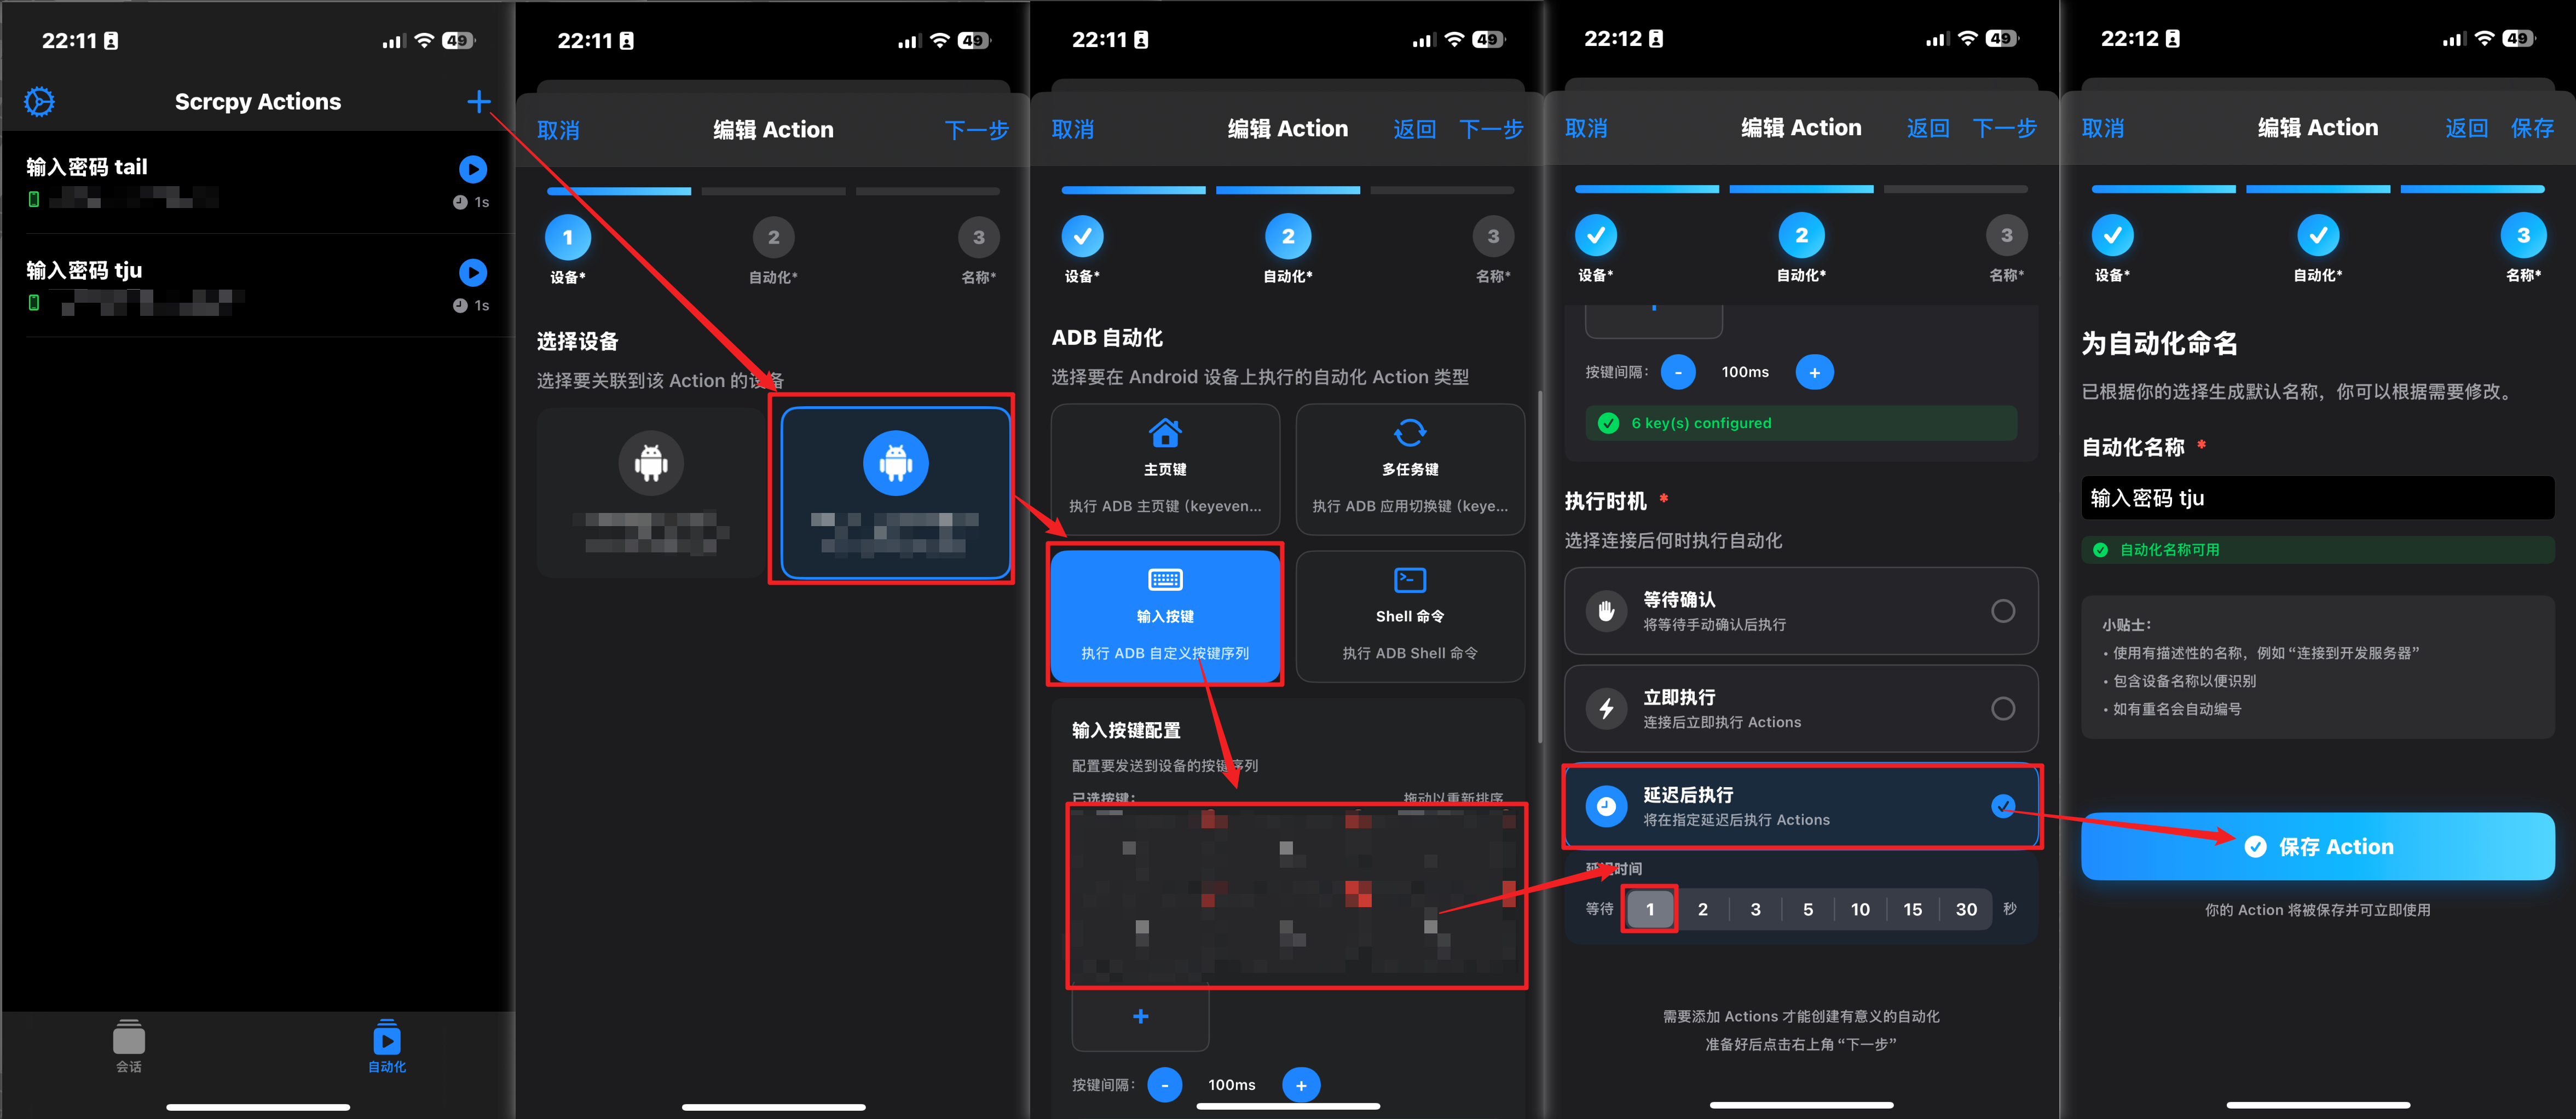 22:11
49
Scrcpy Actions
输入密码 tail
1s
输入密码 tju
1s
会话
自动化
22:11
49
取消
编辑 Action
下一步
1
2
3
设备*
自动化*
名称*
选择设备
选择要关联到该 Action 的设备
22:11
49
取消
编辑 Action
返回
下一步
2
3
设备*
自动化*
名称*
ADB 自动化
选择要在 Android 设备上执行的自动化 Action 类型
主页键
执行 ADB 主页键 (keyeven...
多任务键
执行 ADB 应用切换键 (keye...
输入按键
执行 ADB 自定义按键序列
Shell 命令
执行 ADB Shell 命令
输入按键配置
配置要发送到设备的按键序列
已选按键:
拖动以重新排序
+
按键间隔:
-
100ms
+
22:12
49
取消
编辑 Action
返回
下一步
2
3
设备*
自动化*
名称*
按键间隔:
-
100ms
+
6 key(s) configured
执行时机 *
选择连接后何时执行自动化
等待确认
将等待手动确认后执行
立即执行
连接后立即执行 Actions
延迟后执行
将在指定延迟后执行 Actions
延迟时间
等待
1
2
3
5
10
15
30
秒
需要添加 Actions 才能创建有意义的自动化
准备好后点击右上角“下一步”
22:12
49
取消
编辑 Action
返回
保存
3
设备*
自动化*
名称*
为自动化命名
已根据你的选择生成默认名称，你可以根据需要修改。
自动化名称 *
输入密码 tju
自动化名称可用
小贴士：
• 使用有描述性的名称，例如“连接到开发服务器”
• 包含设备名称以便识别
• 如有重名会自动编号
保存 Action
你的 Action 将被保存并可立即使用